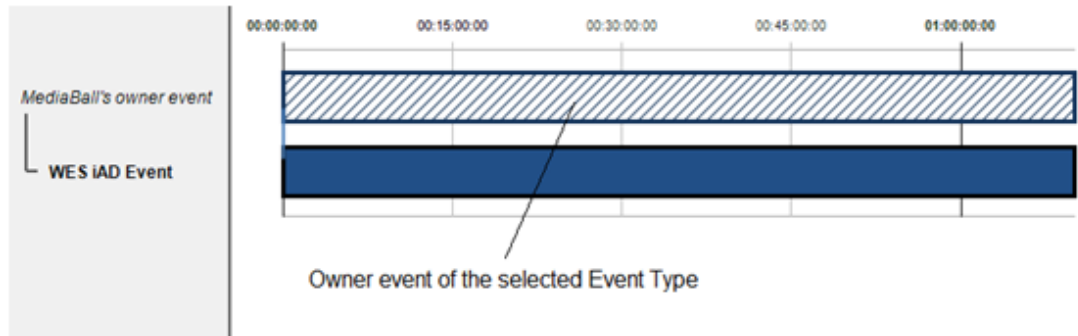 00:00:00:00 00:15:00:00 00:30:00:00 00:45:00:00 01:00:00:00
MediaBall's owner event
WES iAD Event
Owner event of the selected Event Type